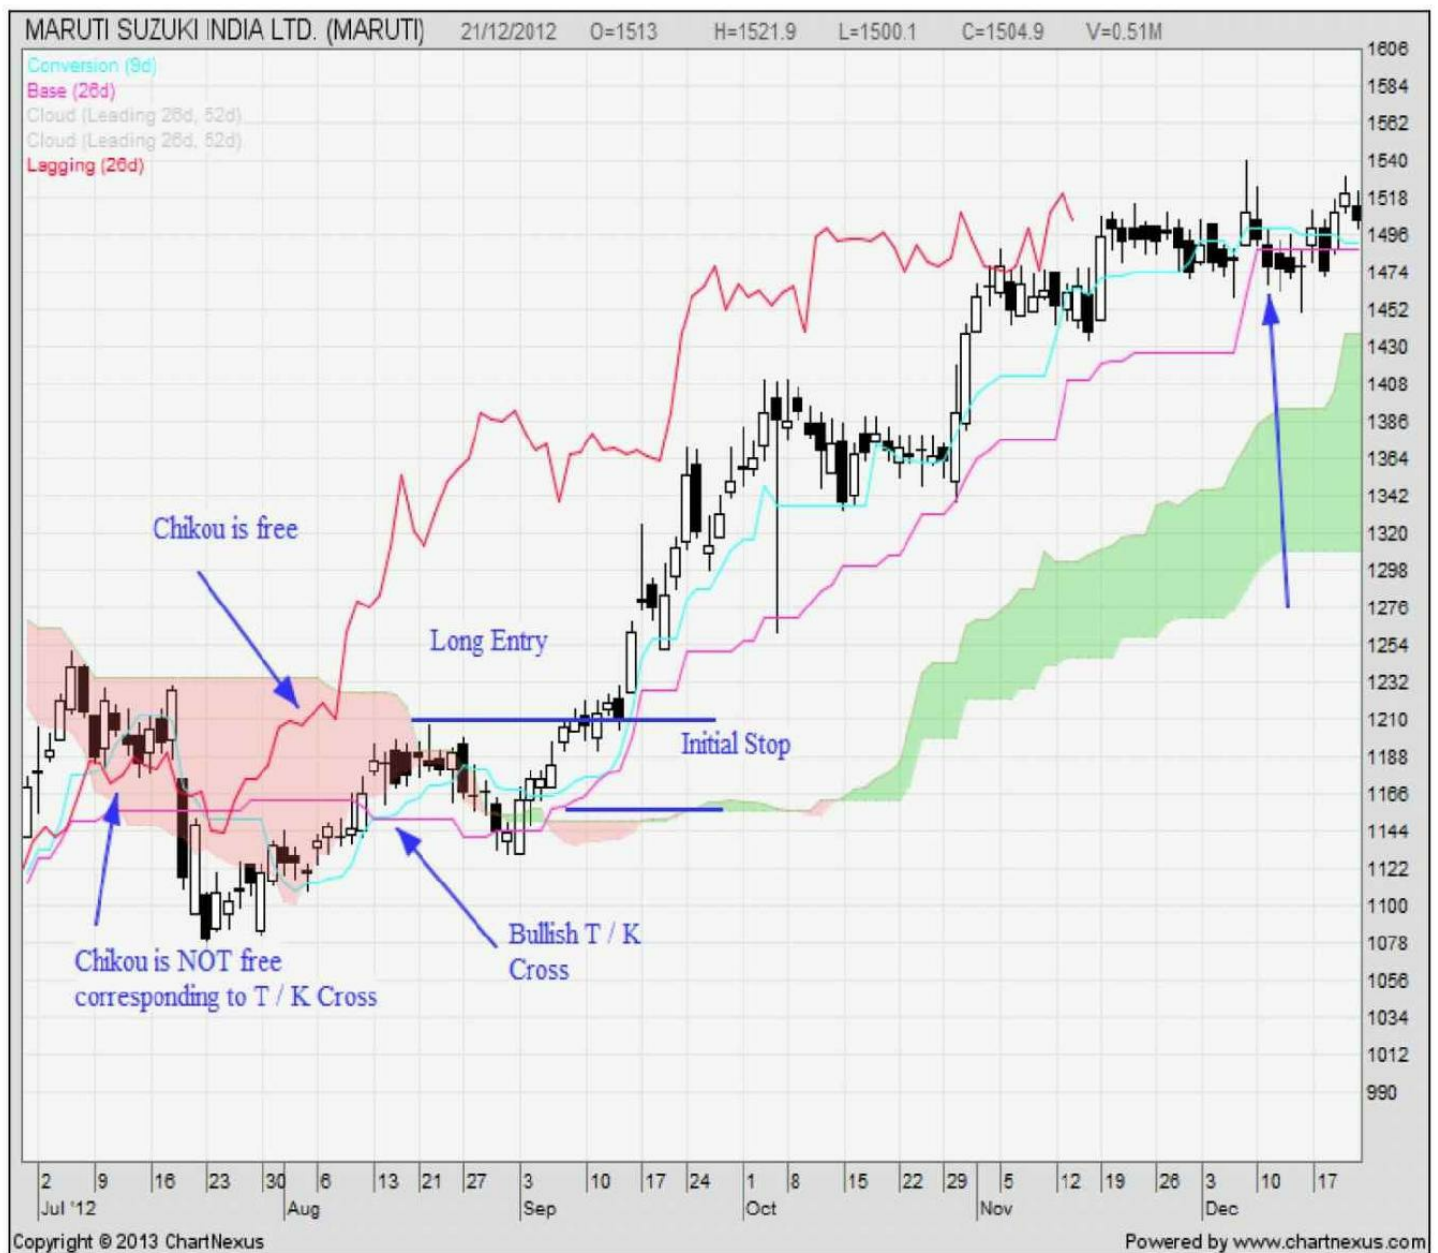 MARUTI SUZUKI INDIA LTD. (MARUTI) 21/12/2012 O=1513 H=1521.9 L=1500.1 C=1504.9 V=0.51M
Conversion (9d)
Base (26d)
Cloud (Leading 26d, 52d)
Cloud (Leading 26d, 52d)
Lagging (26d)
1606
1584
1562
1540
1518
1496
1474
1452
1430
1408
1386
1364
1342
1320
1298
1276
1254
1232
1210
1188
1166
1144
1122
1100
1078
1056
1034
1012
990
Chikou is free
Long Entry
Initial Stop
Bullish T / K
Cross
Chikou is NOT free
corresponding to T / K Cross
2 9 16 23 30 6 13 21 27 3 10 17 24 1 8 15 22 29 5 12 19 26 3 10 17
Jul '12 Aug Sep Oct Nov Dec
Copyright © 2013 ChartNexus Powered by www.chartnexus.com